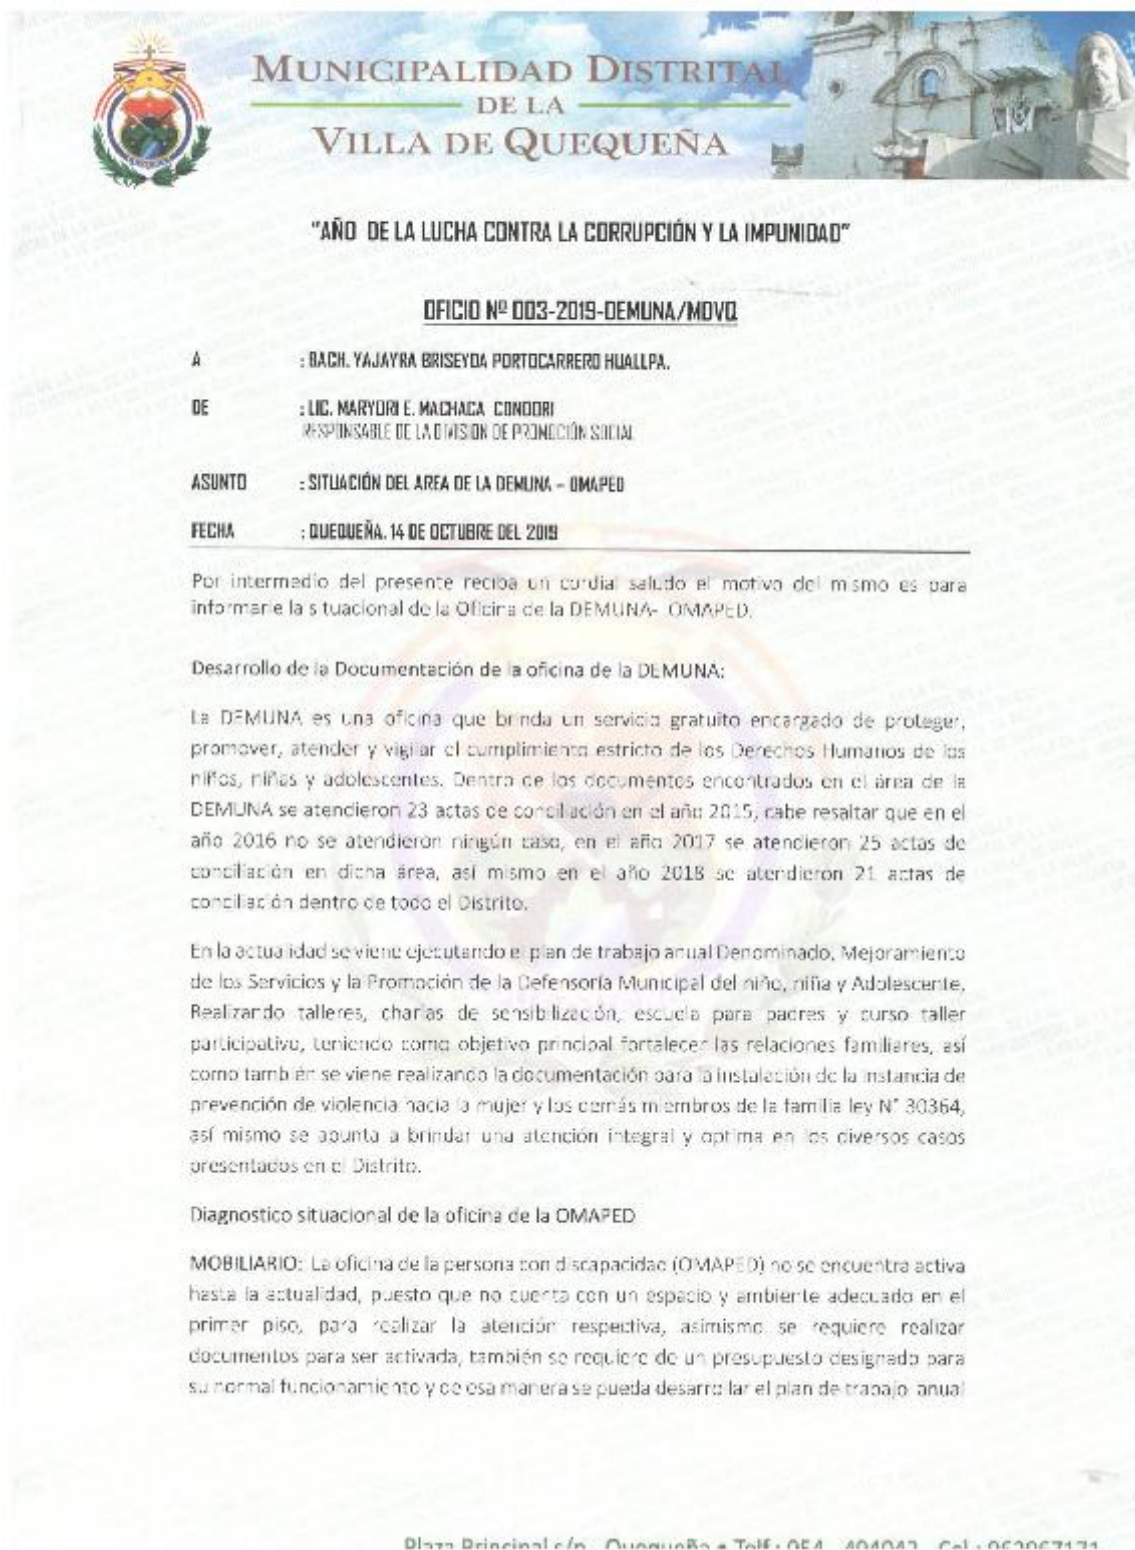 MUNICIPALIDAD DISTRITAL
DE LA
VILLA DE QUEQUEÑA
"AÑO DE LA LUCHA CONTRA LA CORRUPCIÓN Y LA IMPUNIDAD"
OFICIO Nº 003-2019-DEMUNA/MDVQ
A : BACH. YAJAYRA BRISEYDA PORTOCARRERO HUALLPA.
DE : LIC. MARYORI E. MACHACA CONDORI
RESPONSABLE DE LA DIVISION DE PROMOCIÓN SOCIAL
ASUNTO : SITUACIÓN DEL AREA DE LA DEMUNA – OMAPED
FECHA : QUEQUEÑA, 14 DE OCTUBRE DEL 2019
Por intermedio del presente reciba un cordial saludo el motivo del mismo es para
informarle la situacional de la Oficina de la DEMUNA- OMAPED.
Desarrollo de la Documentación de la oficina de la DEMUNA:
La DEMUNA es una oficina que brinda un servicio gratuito encargado de proteger,
promover, atender y vigilar el cumplimiento estricto de los Derechos Humanos de los
niños, niñas y adolescentes. Dentro de los documentos encontrados en el área de la
DEMUNA se atendieron 23 actas de conciliación en el año 2015, cabe resaltar que en el
año 2016 no se atendieron ningún caso, en el año 2017 se atendieron 25 actas de
conciliación en dicha área, así mismo en el año 2018 se atendieron 21 actas de
conciliación dentro de todo el Distrito.
En la actualidad se viene ejecutando el plan de trabajo anual Denominado, Mejoramiento
de los Servicios y la Promoción de la Defensoría Municipal del niño, niña y Adolescente,
Realizando talleres, charlas de sensibilización, escuela para padres y curso taller
participativo, teniendo como objetivo principal fortalecer las relaciones familiares, así
como también se viene realizando la documentación para la instalación de la instancia de
prevención de violencia hacia la mujer y los demás miembros de la familia ley N° 30364,
así mismo se apunta a brindar una atención integral y optima en los diversos casos
presentados en el Distrito.
Diagnostico situacional de la oficina de la OMAPED
MOBILIARIO: La oficina de la persona con discapacidad (OMAPED) no se encuentra activa
hasta la actualidad, puesto que no cuenta con un espacio y ambiente adecuado en el
primer piso, para realizar la atención respectiva, asimismo se requiere realizar
documentos para ser activada, también se requiere de un presupuesto designado para
su normal funcionamiento y de esa manera se pueda desarrollar el plan de trabajo anual
Plaza Principal s/n - Quequeña • Telf.: 054 - 494042 - Cel.: 952967171